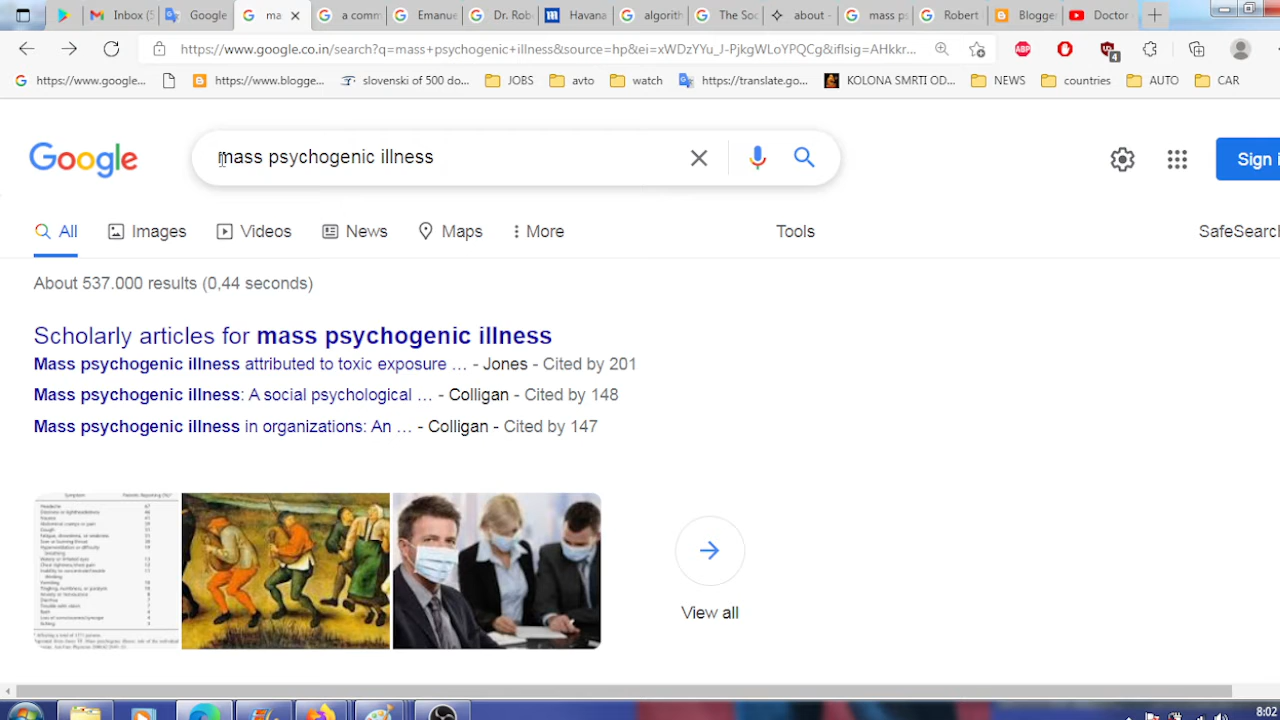 Inbox (5
Google
ma
a comm
Emanue
Dr. Rob
Havana
algorith
The Soc
about -
mass ps
Robert
Blogge
Doctor
https://www.google.co.in/search?q=mass+psychogenic+illness&source=hp&ei=xWDzYYu_J-PjkgWLoYPQCg&iflsig=AHkkr...
ABP
4
https://www.google...
https://www.blogge...
slovenski of 500 do...
JOBS
avto
watch
https://translate.go...
KOLONA SMRTI OD...
NEWS
countries
AUTO
CAR
Google
mass psychogenic illness
Sign i
All
Images
Videos
News
Maps
More
Tools
SafeSearch
About 537.000 results (0,44 seconds)
Scholarly articles for mass psychogenic illness
Mass psychogenic illness attributed to toxic exposure … - Jones - Cited by 201
Mass psychogenic illness: A social psychological … - Colligan - Cited by 148
Mass psychogenic illness in organizations: An … - Colligan - Cited by 147
View all
8:02